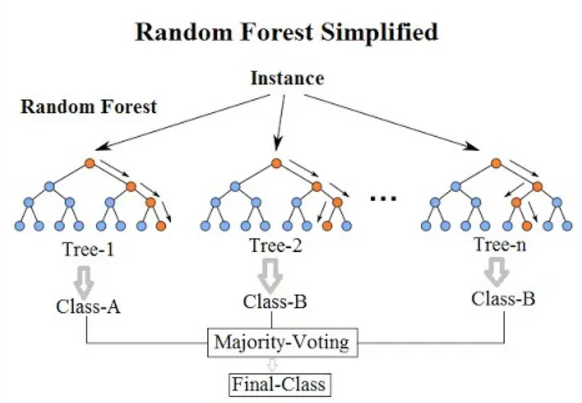 Random Forest Simplified
Instance
Random Forest
...
Tree-1
Tree-2
Tree-n
Class-A
Class-B
Class-B
Majority-Voting
Final-Class